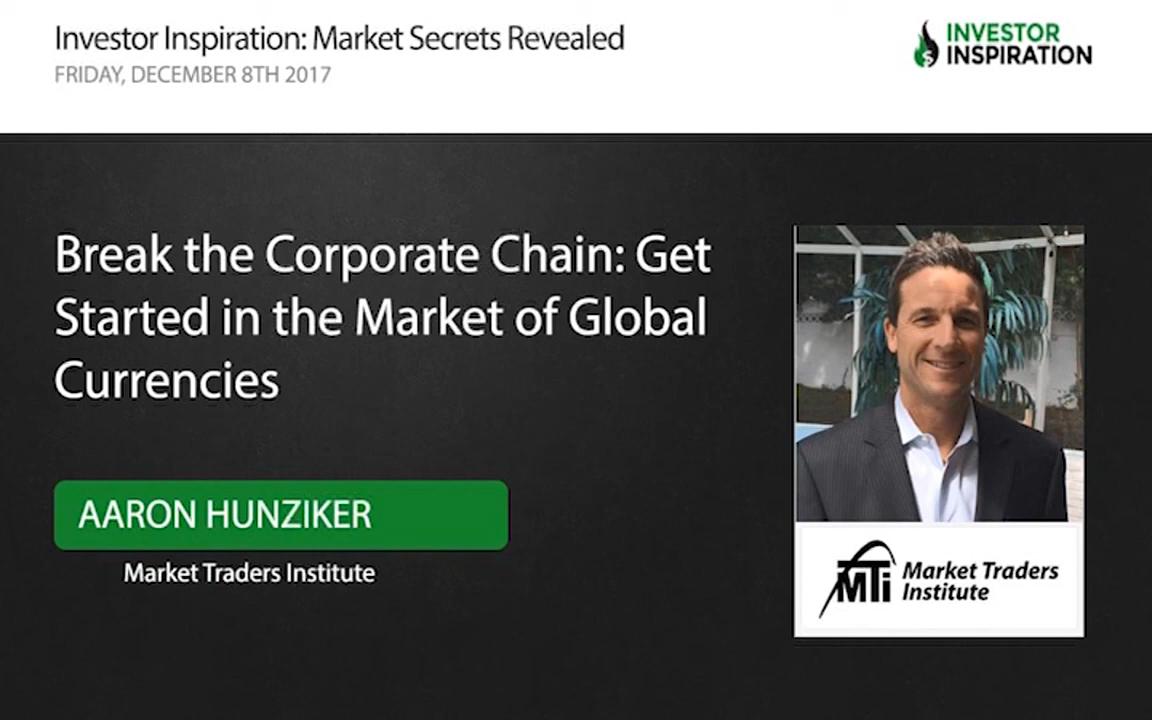 Investor Inspiration: Market Secrets Revealed
FRIDAY, DECEMBER 8TH 2017
INVESTOR
INSPIRATION
Break the Corporate Chain: Get
Started in the Market of Global
Currencies
AARON HUNZIKER
Market Traders Institute
MTi
Market Traders
Institute